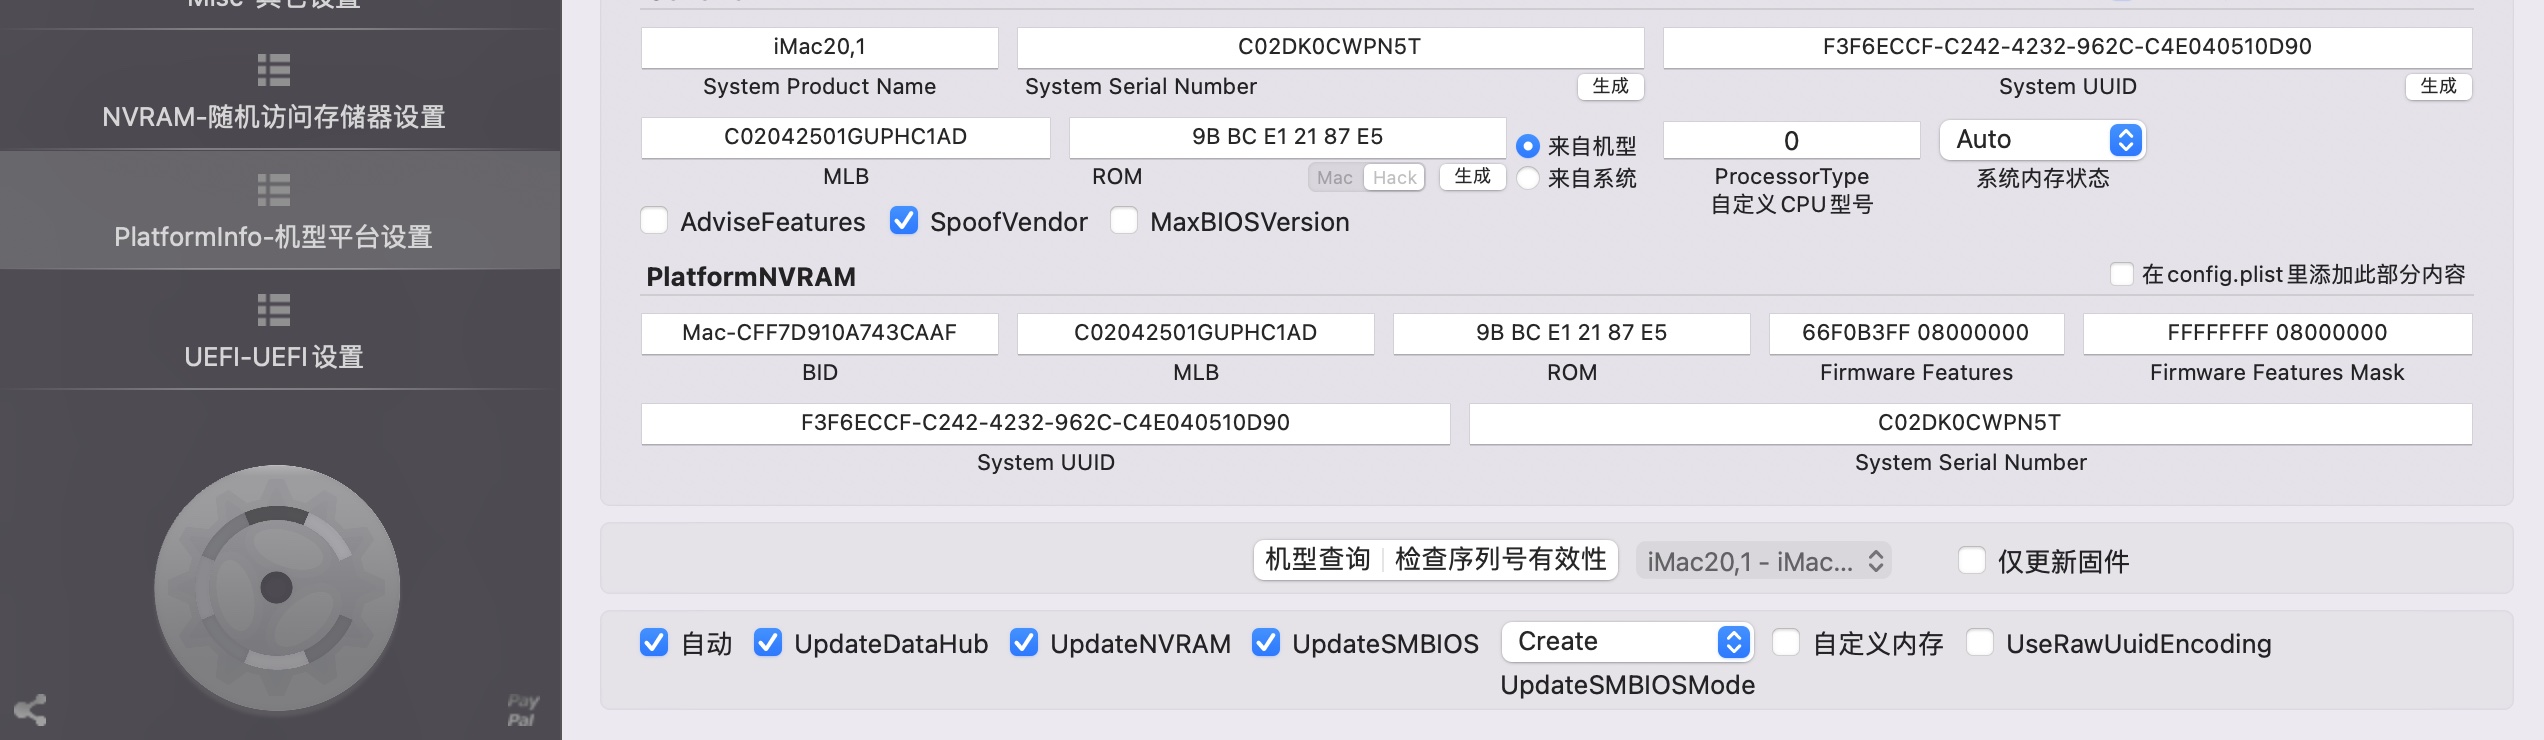 Misc-其它设置
NVRAM-随机访问存储器设置
PlatformInfo-机型平台设置
UEFI-UEFI设置
Pay
Pal
iMac20,1
C02DK0CWPN5T
F3F6ECCF-C242-4232-962C-C4E040510D90
System Product Name
System Serial Number
生成
System UUID
生成
C02042501GUPHC1AD
9B BC E1 21 87 E5
来自机型
0
Auto
MLB
ROM
Mac
Hack
生成
来自系统
ProcessorType
自定义CPU型号
系统内存状态
AdviseFeatures
SpoofVendor
MaxBIOSVersion
PlatformNVRAM
在config.plist里添加此部分内容
Mac-CFF7D910A743CAAF
C02042501GUPHC1AD
9B BC E1 21 87 E5
66F0B3FF 08000000
FFFFFFFF 08000000
BID
MLB
ROM
Firmware Features
Firmware Features Mask
F3F6ECCF-C242-4232-962C-C4E040510D90
C02DK0CWPN5T
System UUID
System Serial Number
机型查询
检查序列号有效性
iMac20,1 - iMac...
仅更新固件
自动
UpdateDataHub
UpdateNVRAM
UpdateSMBIOS
Create
自定义内存
UseRawUuidEncoding
UpdateSMBIOSMode